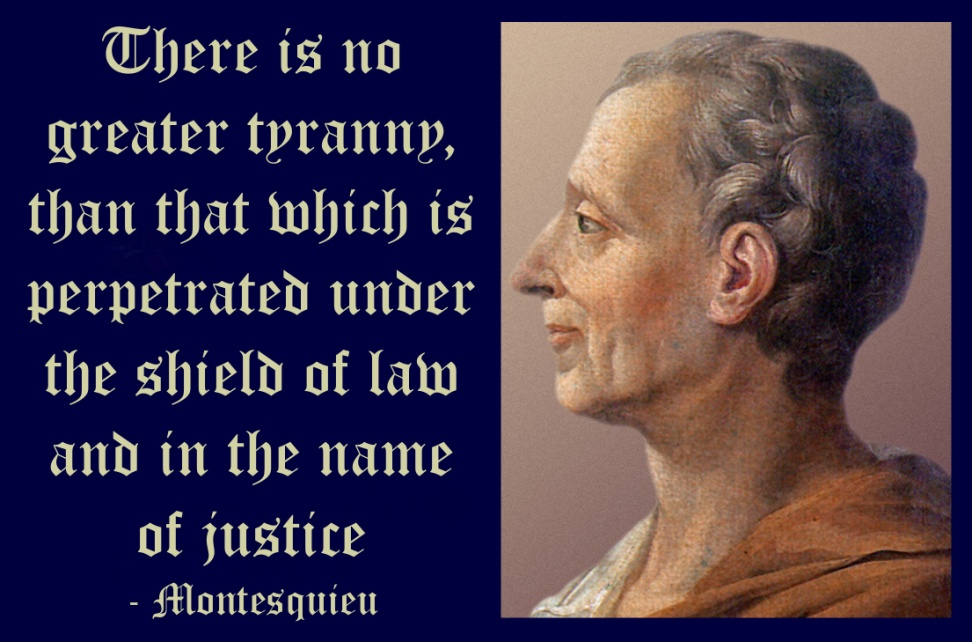 There is no
greater tyranny,
than that which is
perpetrated under
the shield of law
and in the name
of justice
- Montesquieu